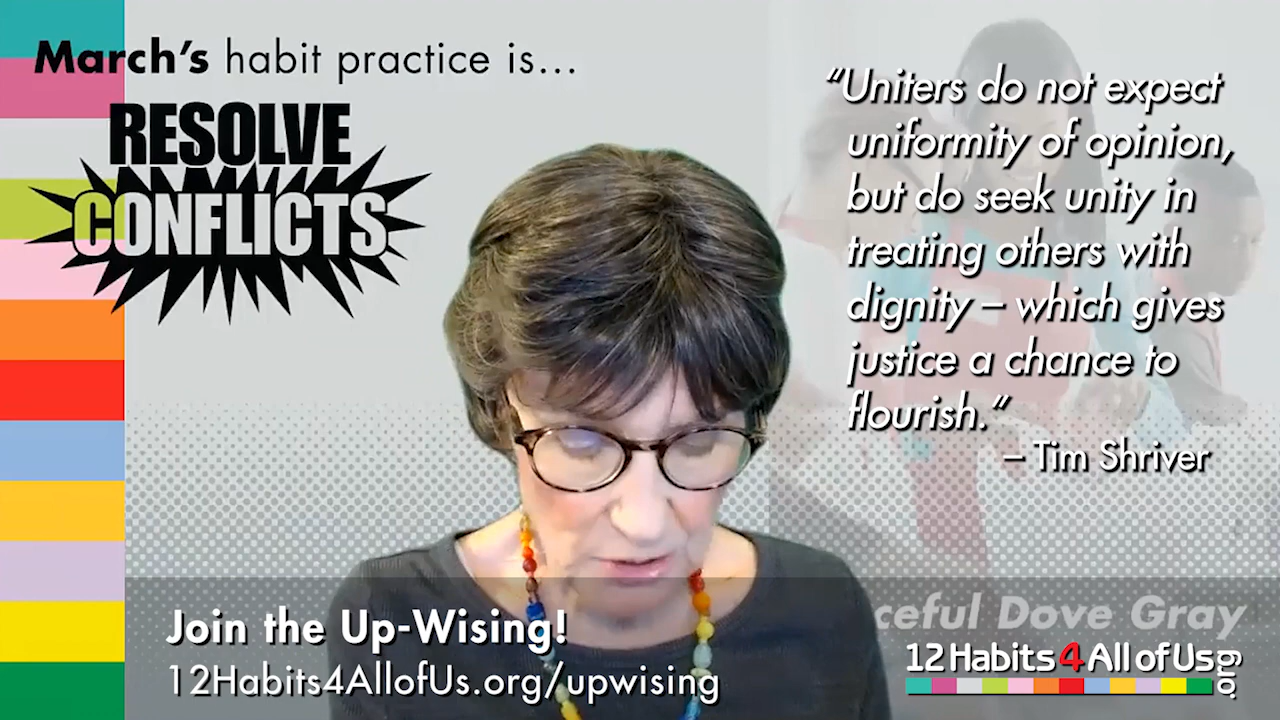 March’s habit practice is...
RESOLVE
CONFLICTS
“Uniters do not expect
uniformity of opinion,
but do seek unity in
treating others with
dignity – which gives
justice a chance to
flourish.”
– Tim Shriver
Join the Up-Wising!
12Habits4AllofUs.org/upwising
Dove Gray
12Habits4AllofUs.org